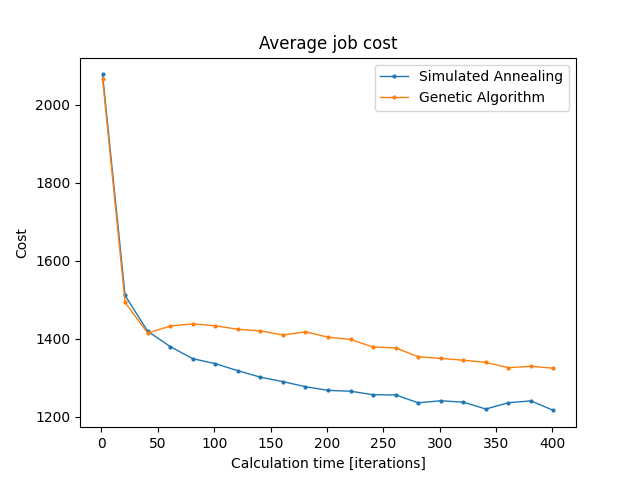 Average job cost
Simulated Annealing
Genetic Algorithm
Cost
2000
1800
1600
1400
1200
0 50 100 150 200 250 300 350 400
Calculation time [iterations]